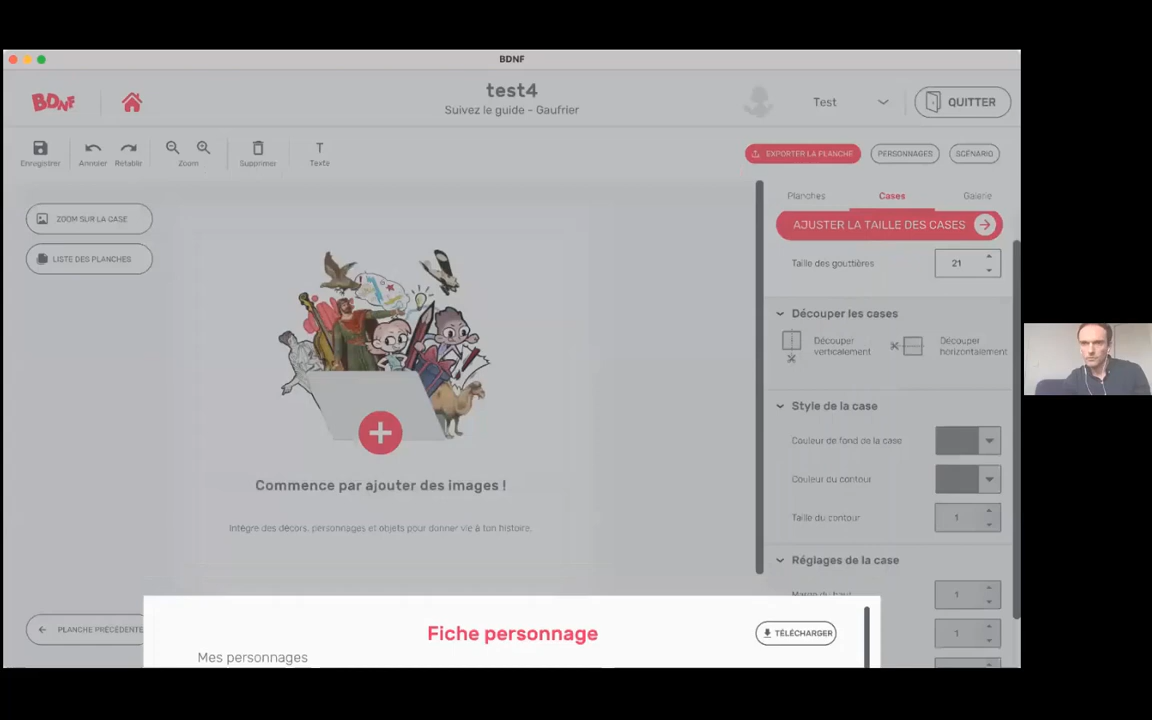 BDNF
BDNF
test4
Suivez le guide - Gaufrier
Test
QUITTER
Enregistrer
Annuler
Rétablir
Zoom
Supprimer
Texte
EXPORTER LA PLANCHE
PERSONNAGES
SCÉNARIO
Planches
Cases
Galerie
ZOOM SUR LA CASE
LISTE DES PLANCHES
AJUSTER LA TAILLE DES CASES
Taille des gouttières
21
Découper les cases
Découper
verticalement
Découper
horizontalement
Style de la case
Couleur de fond de la case
Couleur du contour
Taille du contour
1
Commence par ajouter des images !
Intègre des décors, personnages et objets pour donner vie à ton histoire.
Réglages de la case
Marge du haut
1
1
PLANCHE PRÉCÉDENTE
Fiche personnage
TÉLÉCHARGER
Mes personnages